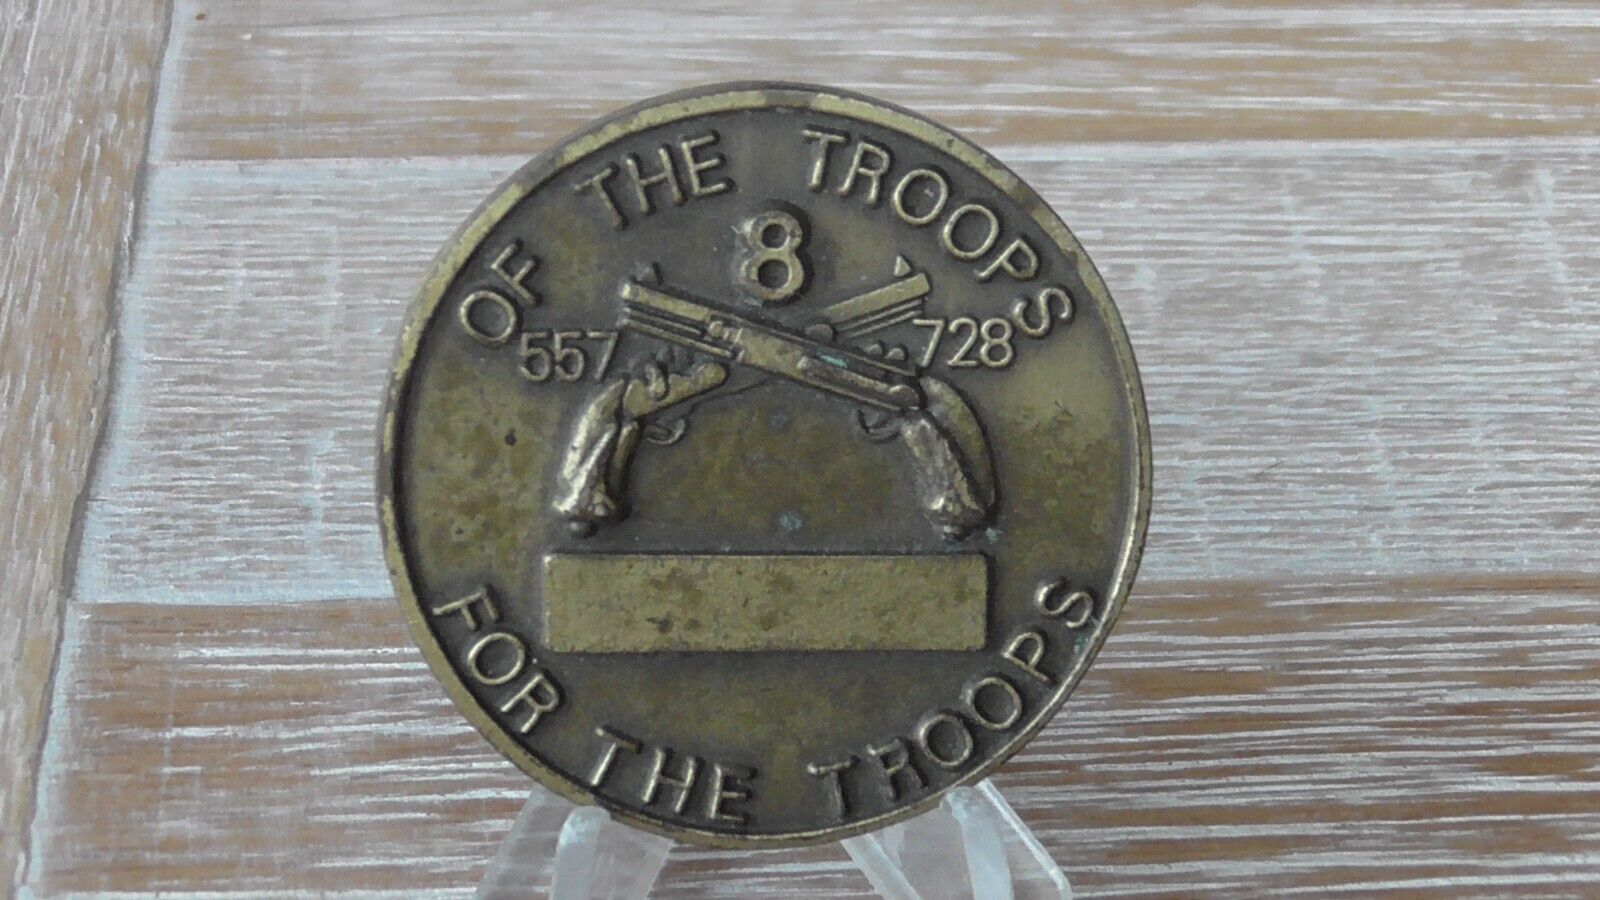 OF THE TROOPS
8
557 728
FOR THE TROOPS